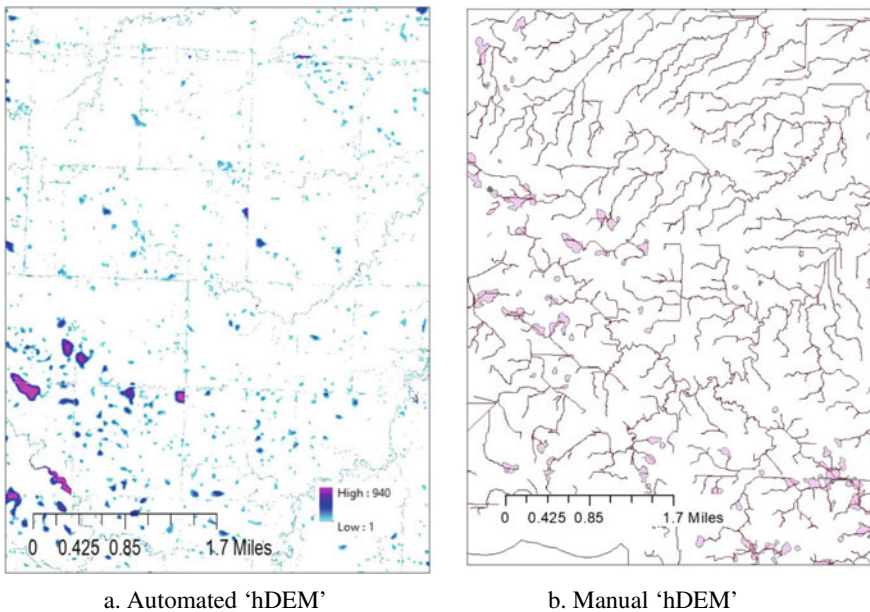 High : 940
Low : 1
0 0.425 0.85 1.7 Miles
0 0.425 0.85 1.7 Miles
a. Automated ‘hDEM’
b. Manual ‘hDEM’